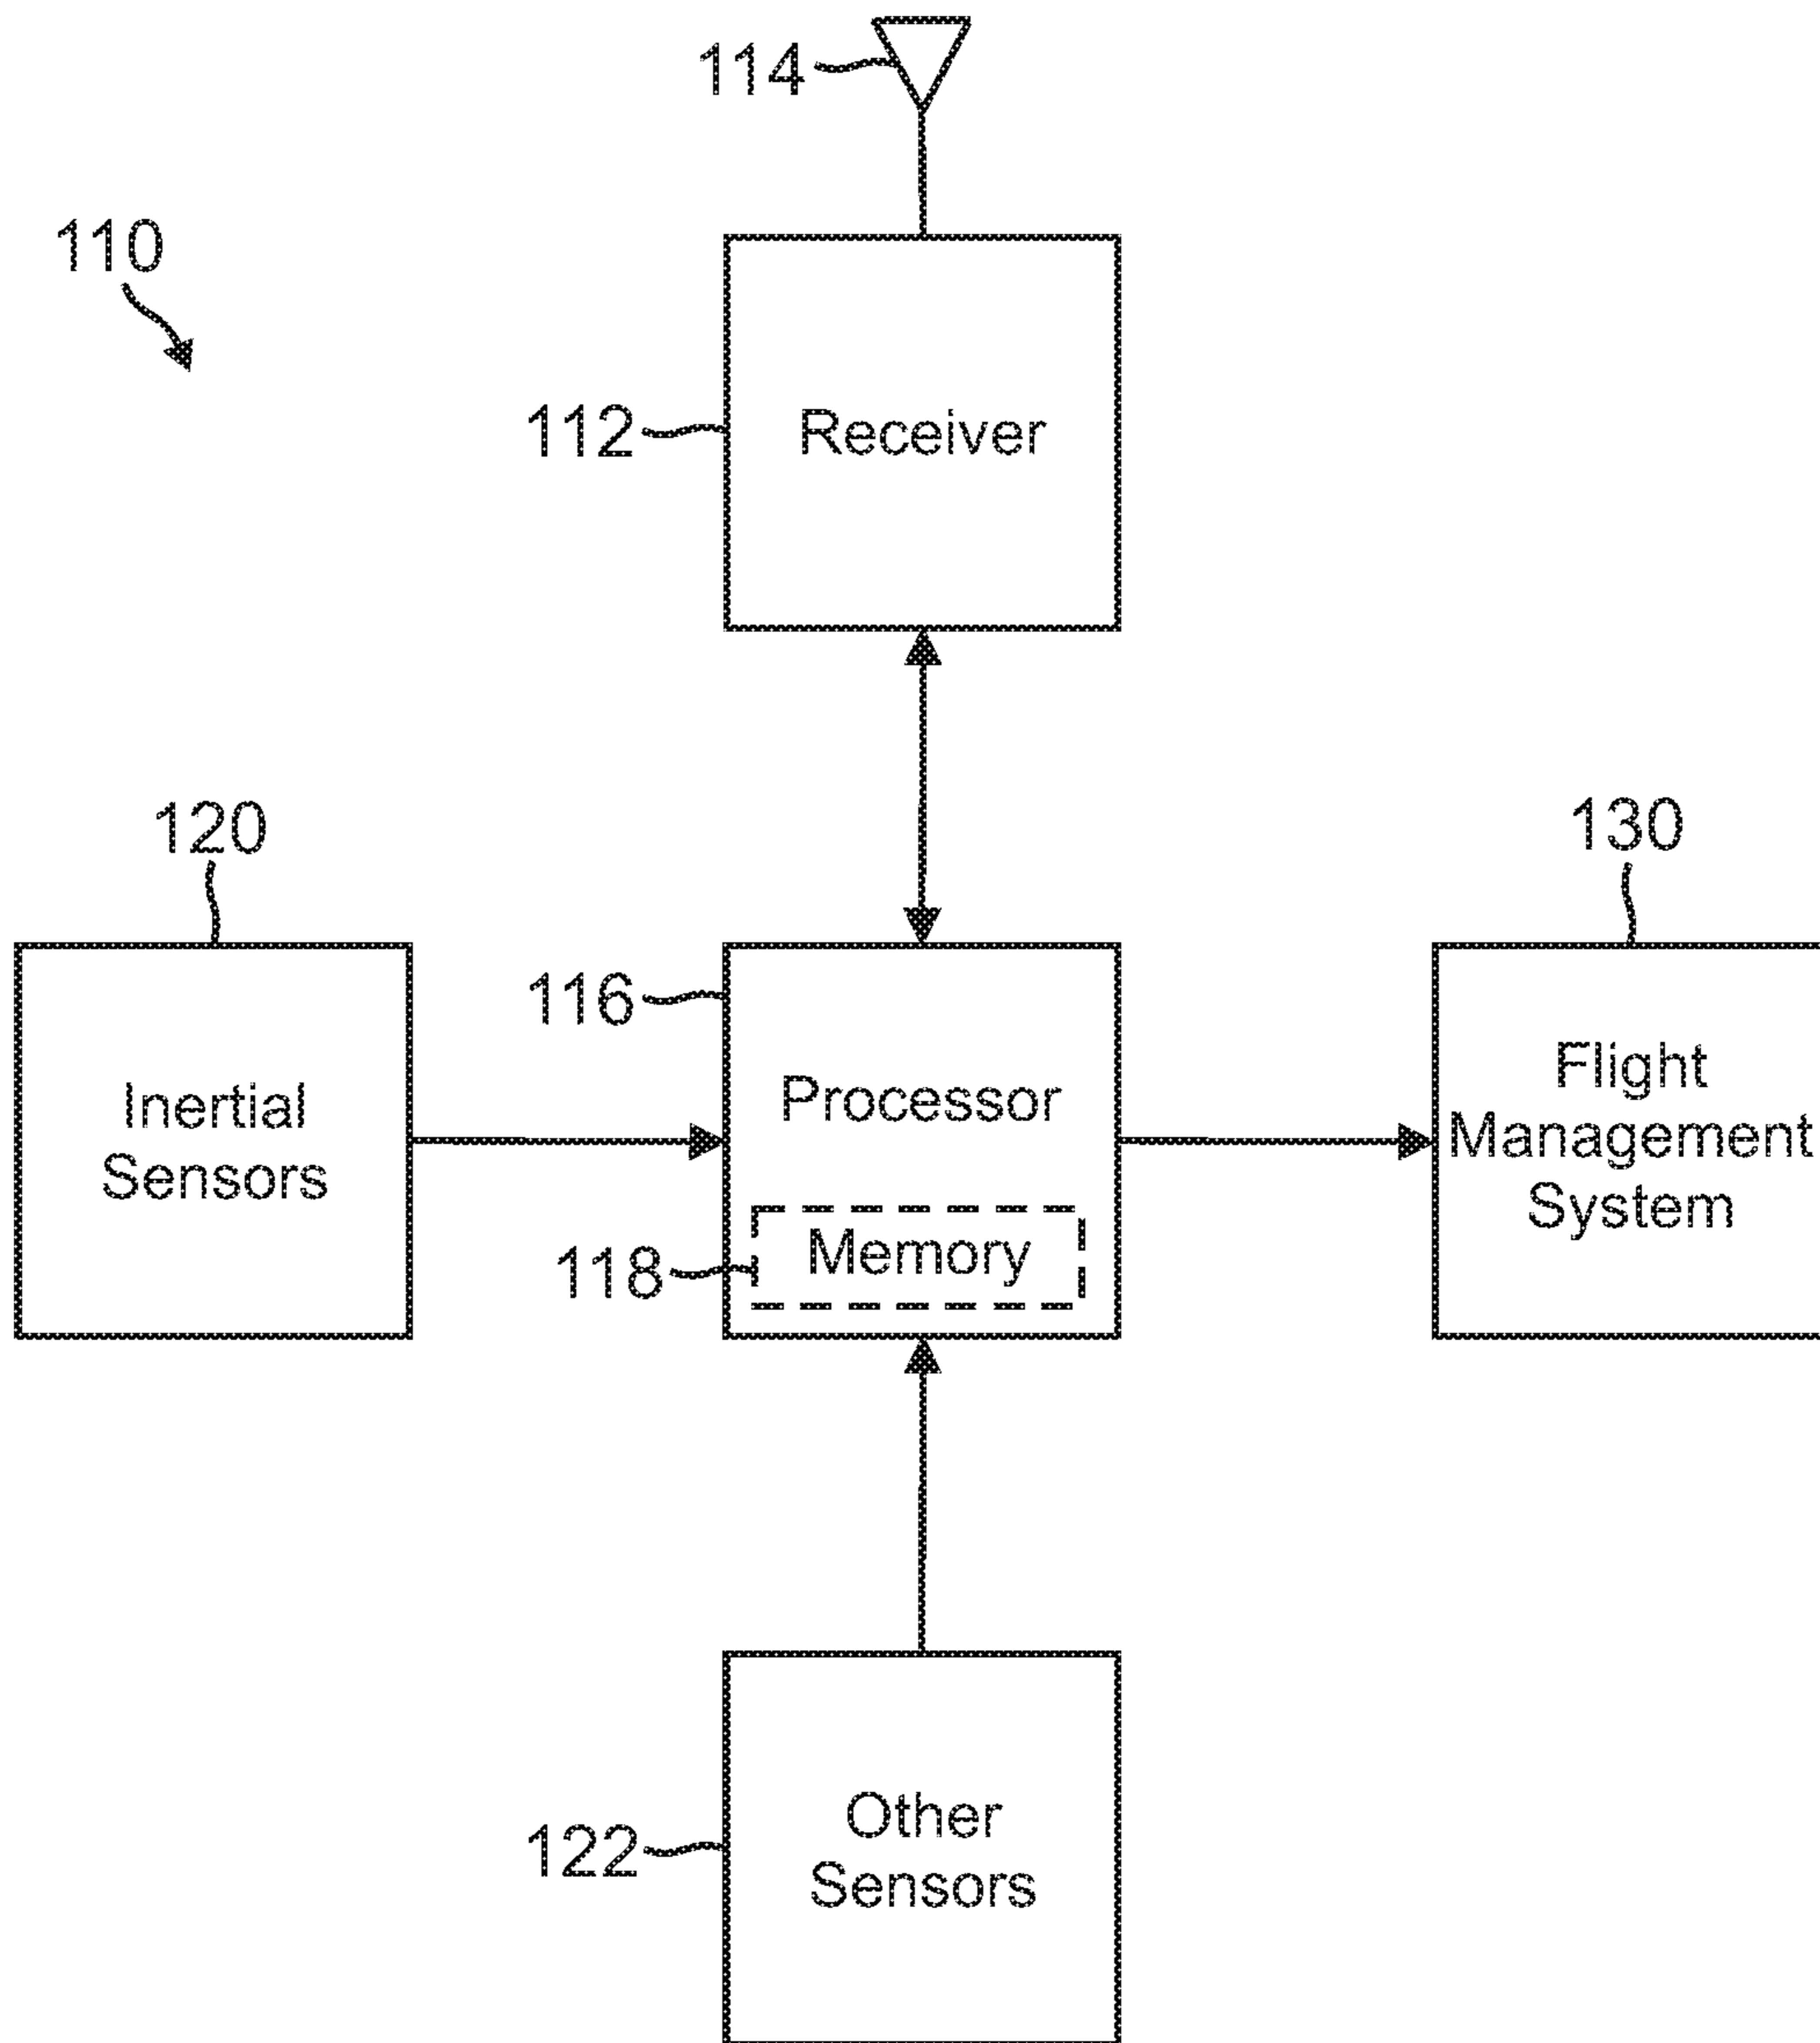 114
110
112
Receiver
120
130
116
Processor
Inertial
Sensors
Flight
Management
System
118
Memory
122
Other
Sensors